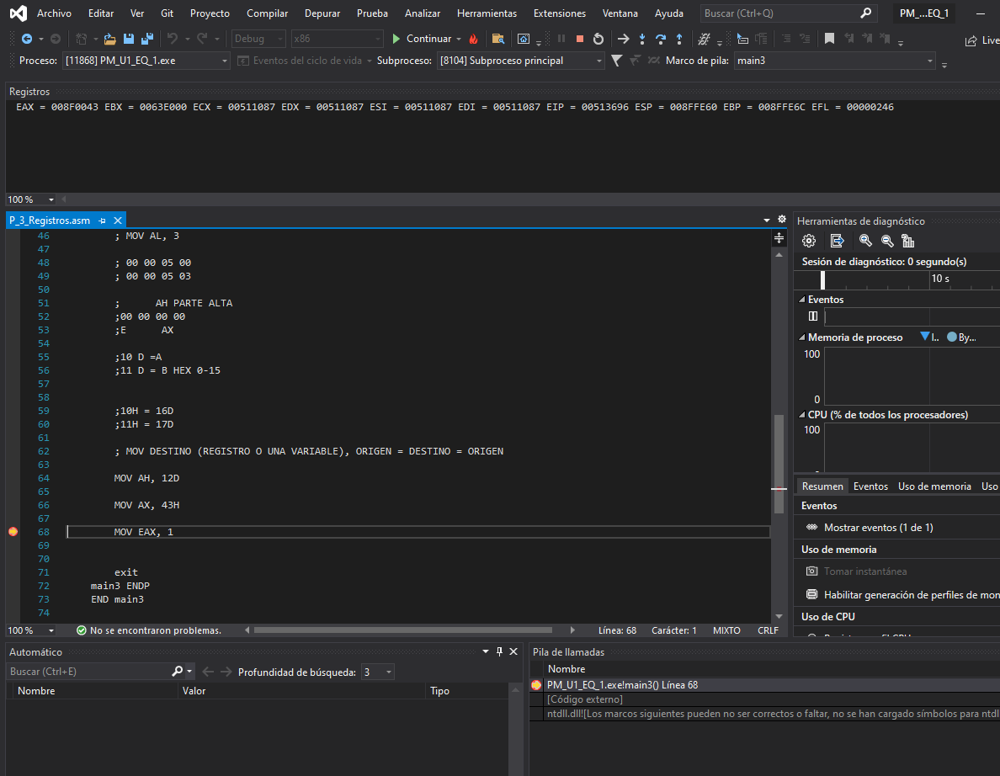 Archivo Editar Ver Git Proyecto Compilar Depurar Prueba Analizar Herramientas Extensiones Ventana Ayuda Buscar (Ctrl+Q) PM_...EQ_1
Debug x86 Continuar Live
Proceso: [11868] PM_U1_EQ_1.exe Eventos del ciclo de vida Subproceso: [8104] Subproceso principal Marco de pila: main3
Registros
EAX = 008F0043 EBX = 0063E000 ECX = 00511087 EDX = 00511087 ESI = 00511087 EDI = 00511087 EIP = 00513696 ESP = 008FFE60 EBP = 008FFE6C EFL = 00000246
100 %
P_3_Registros.asm
46 ; MOV AL, 3
47
48 ; 00 00 05 00
49 ; 00 00 05 03
50
51 ;      AH PARTE ALTA
52 ;00 00 00 00
53 ;E      AX
54
55 ;10 D =A
56 ;11 D = B HEX 0-15
57
58
59 ;10H = 16D
60 ;11H = 17D
61
62 ; MOV DESTINO (REGISTRO O UNA VARIABLE), ORIGEN = DESTINO = ORIGEN
63
64 MOV AH, 12D
65
66 MOV AX, 43H
67
68 MOV EAX, 1
69
70
71 exit
72 main3 ENDP
73 END main3
74
100 % No se encontraron problemas. Línea: 68 Carácter: 1 MIXTO CRLF
Herramientas de diagnóstico
Sesión de diagnóstico: 0 segundo(s)
10 s
Eventos
Memoria de proceso I.. By...
100
0
CPU (% de todos los procesadores)
100
Resumen Eventos Uso de memoria Uso
Eventos
Mostrar eventos (1 de 1)
Uso de memoria
Tomar instantánea
Habilitar generación de perfiles de mon
Uso de CPU
Automático
Buscar (Ctrl+E) Profundidad de búsqueda: 3
Nombre Valor Tipo
Pila de llamadas
Nombre
PM_U1_EQ_1.exe!main3() Línea 68
[Código externo]
ntdll.dll![Los marcos siguientes pueden no ser correctos o faltar, no se han cargado símbolos para ntdl